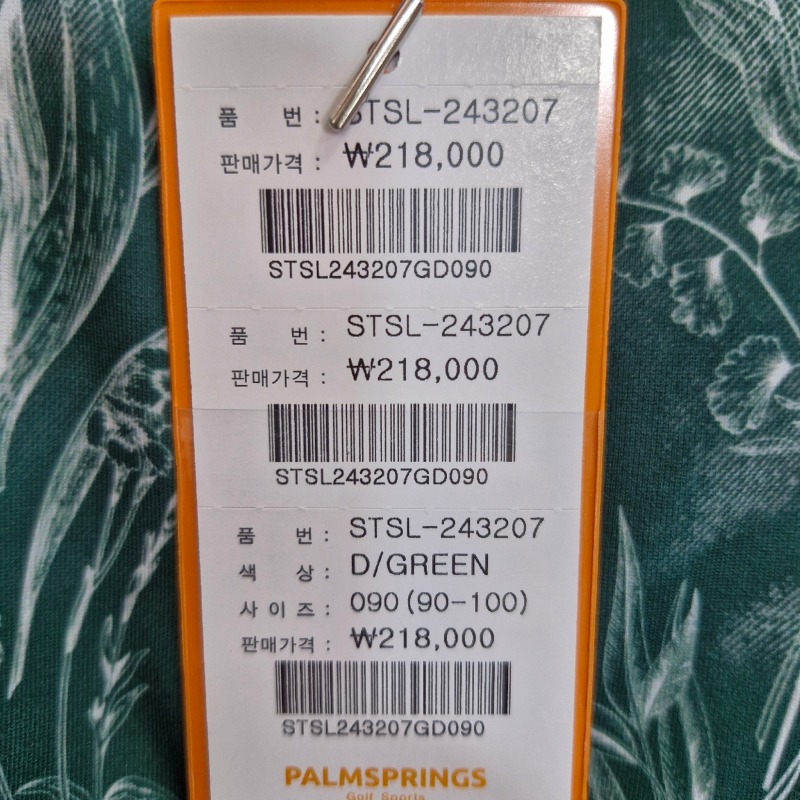 품 번 : STSL-243207
판매가격 : ₩218,000
STSL243207GD090
품 번 : STSL-243207
판매가격 : ₩218,000
STSL243207GD090
품 번 : STSL-243207
색 상 : D/GREEN
사 이 즈 : 090 (90-100)
판매가격 : ₩218,000
STSL243207GD090
PALMSPRINGS
Golf Sports